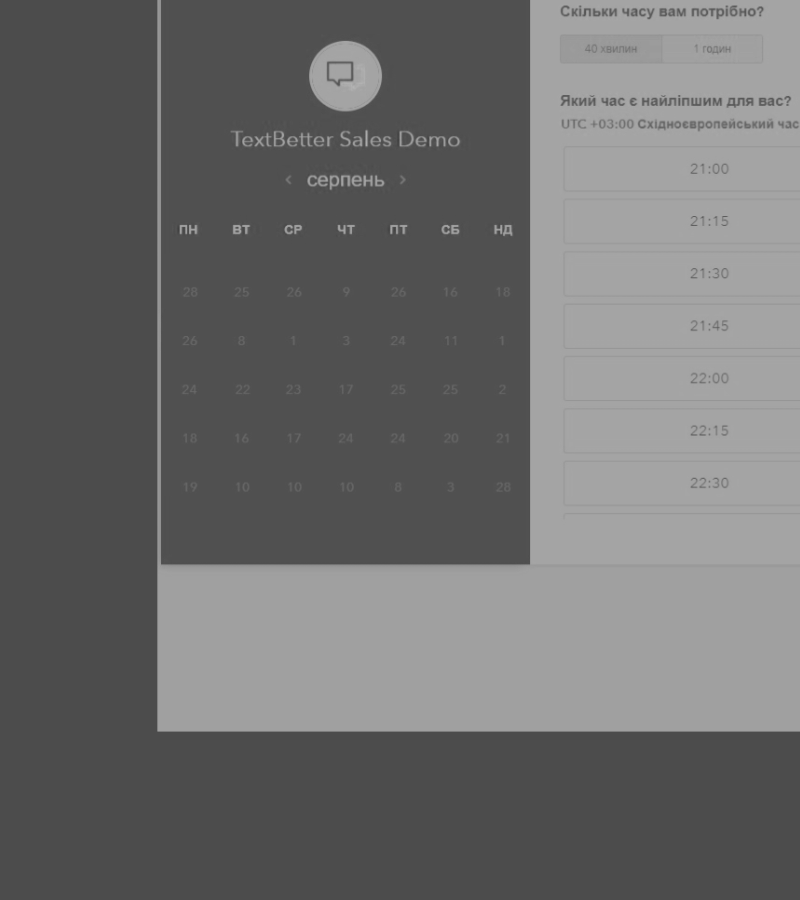 TextBetter Sales Demo
< серпень >
ПН ВТ СР ЧТ ПТ СБ НД
28 25 26 9 26 16 18
26 8 1 3 24 11 1
24 22 23 17 25 25 2
18 16 17 24 24 20 21
19 10 10 10 8 3 28
Скільки часу вам потрібно?
40 хвилин 1 годин
Який час є найліпшим для вас?
UTC +03:00 Східноєвропейський час
21:00
21:15
21:30
21:45
22:00
22:15
22:30